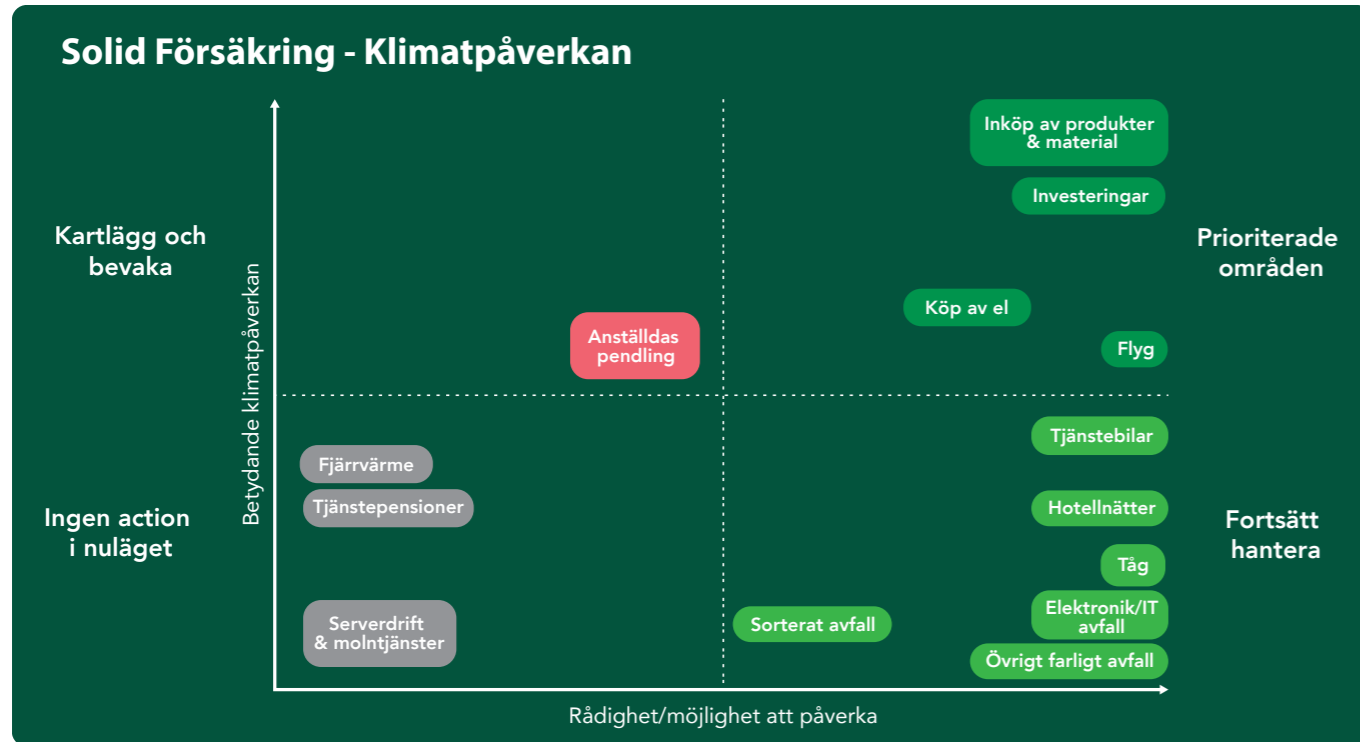 Solid Försäkring - Klimatpåverkan
Kartlägg och
bevaka
Ingen action
i nuläget
Betydande klimatpåverkan
Inköp av produkter
& material
Investeringar
Köp av el
Flyg
Anställdas
pendling
Prioriterade
områden
Fjärrvärme
Tjänstepensioner
Serverdrift
& molntjänster
Tjänstebilar
Hotellnätter
Tåg
Sorterat avfall
Elektronik/IT
avfall
Övrigt farligt avfall
Fortsätt
hantera
Rådighet/möjlighet att påverka